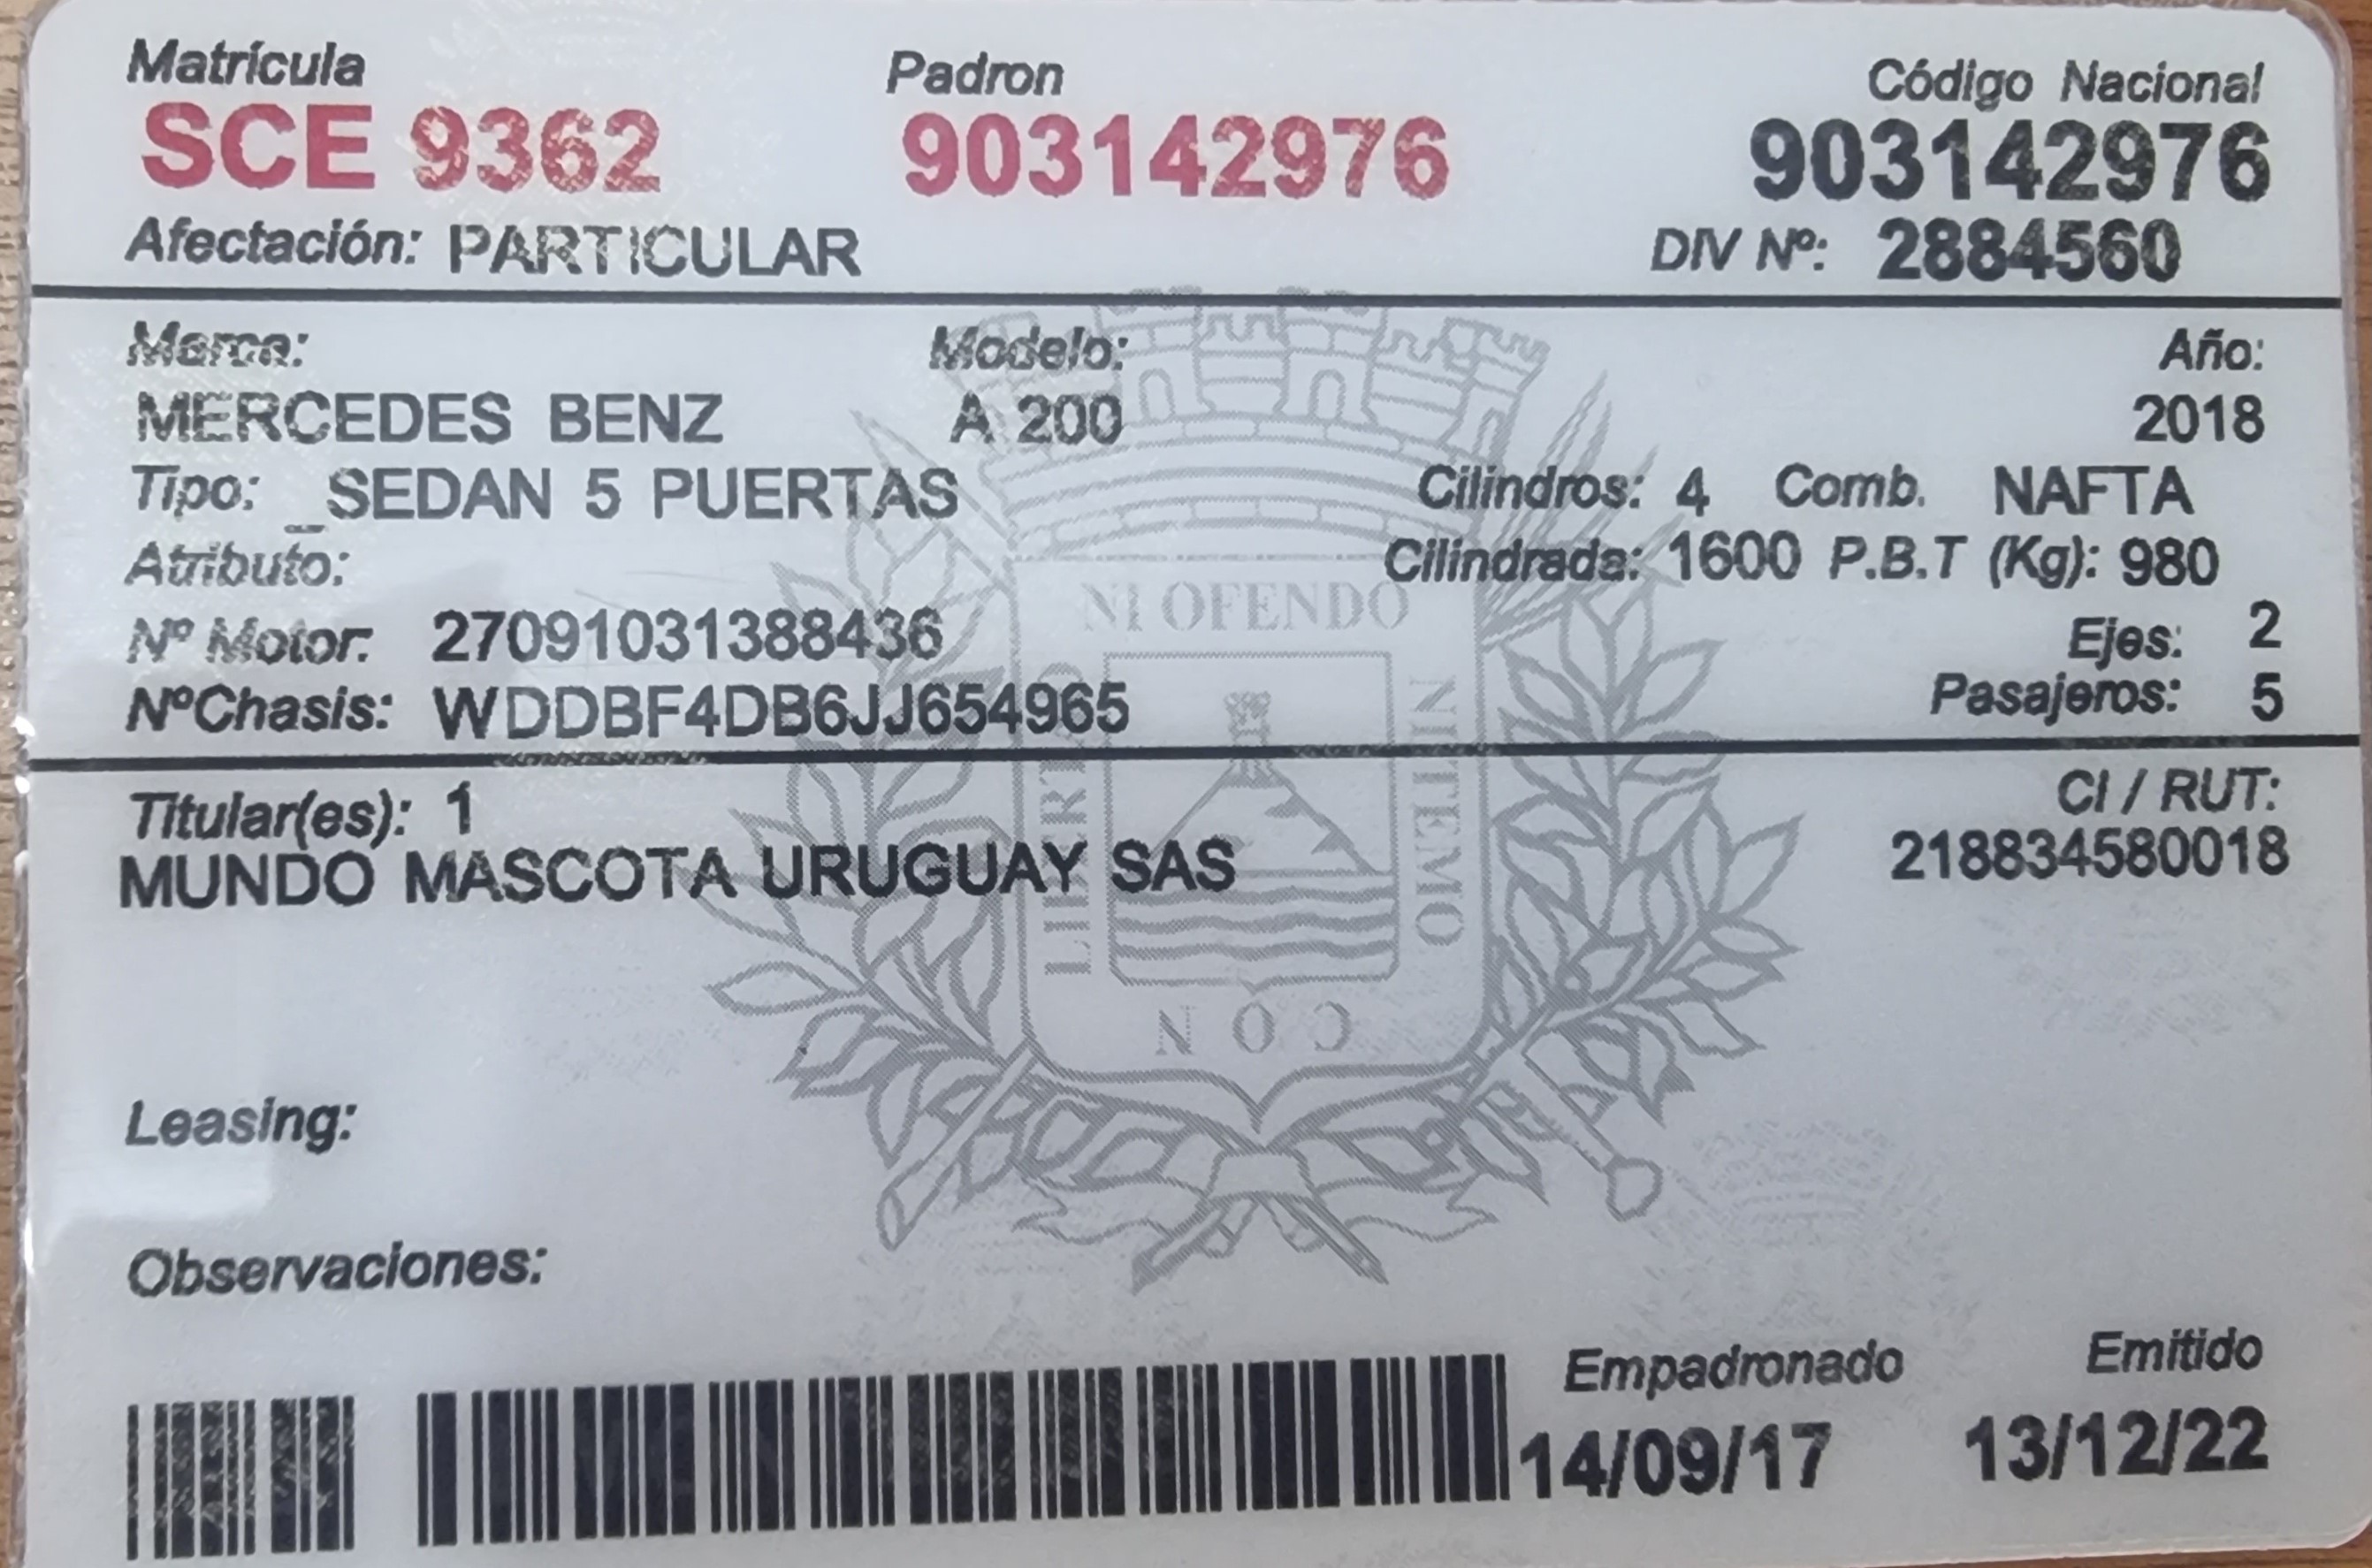 Matrícula Padron Código Nacional
SCE 9362 903142976 903142976
Afectación: PARTICULAR DIV Nº: 2884560
Marca: Modelo: Año:
MERCEDES BENZ A 200 2018
Tipo: _SEDAN 5 PUERTAS Cilindros: 4 Comb. NAFTA
Atributo: Cilindrada: 1600 P.B.T (Kg): 980
Nº Motor: 27091031388436 Ejes: 2
NºChasis: WDDBF4DB6JJ654965 Pasajeros: 5
Titular(es): 1 CI / RUT:
MUNDO MASCOTA URUGUAY SAS 218834580018
CON LIBERTAD NI OFENDO NI TEMO
Leasing:
Observaciones:
Empadronado Emitido
14/09/17 13/12/22